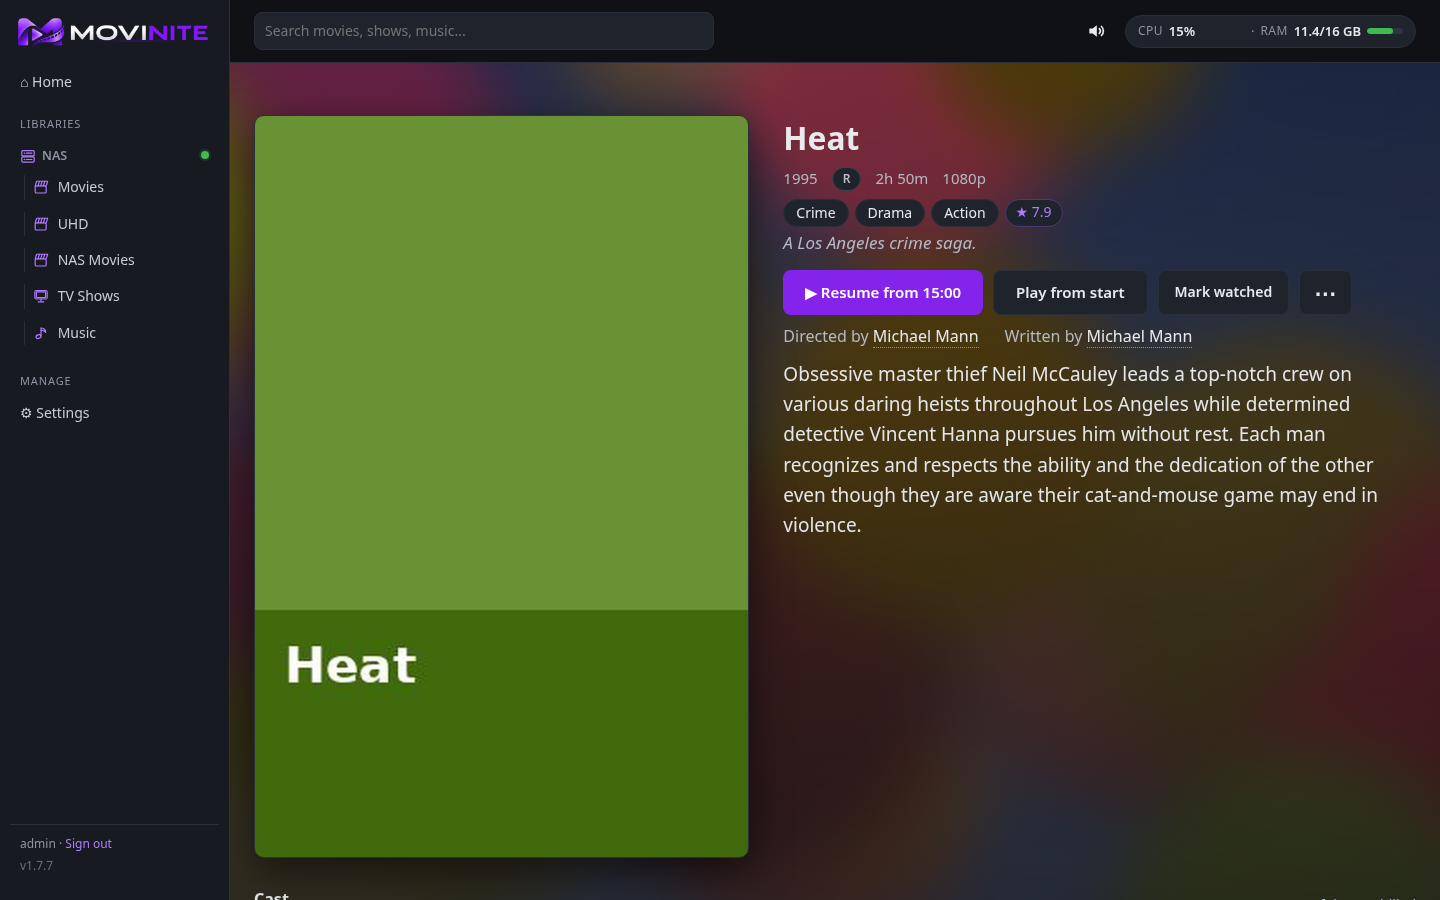 MOVINITE
Search movies, shows, music...
CPU 15% · RAM 11.4/16 GB
Home
LIBRARIES
NAS
Movies
UHD
NAS Movies
TV Shows
Music
MANAGE
Settings
admin · Sign out
v1.7.7
Heat
Heat
1995 R 2h 50m 1080p
Crime Drama Action ★ 7.9
A Los Angeles crime saga.
▶ Resume from 15:00 Play from start Mark watched ...
Directed by Michael Mann Written by Michael Mann
Obsessive master thief Neil McCauley leads a top-notch crew on
various daring heists throughout Los Angeles while determined
detective Vincent Hanna pursues him without rest. Each man
recognizes and respects the ability and the dedication of the other
even though they are aware their cat-and-mouse game may end in
violence.
Cast